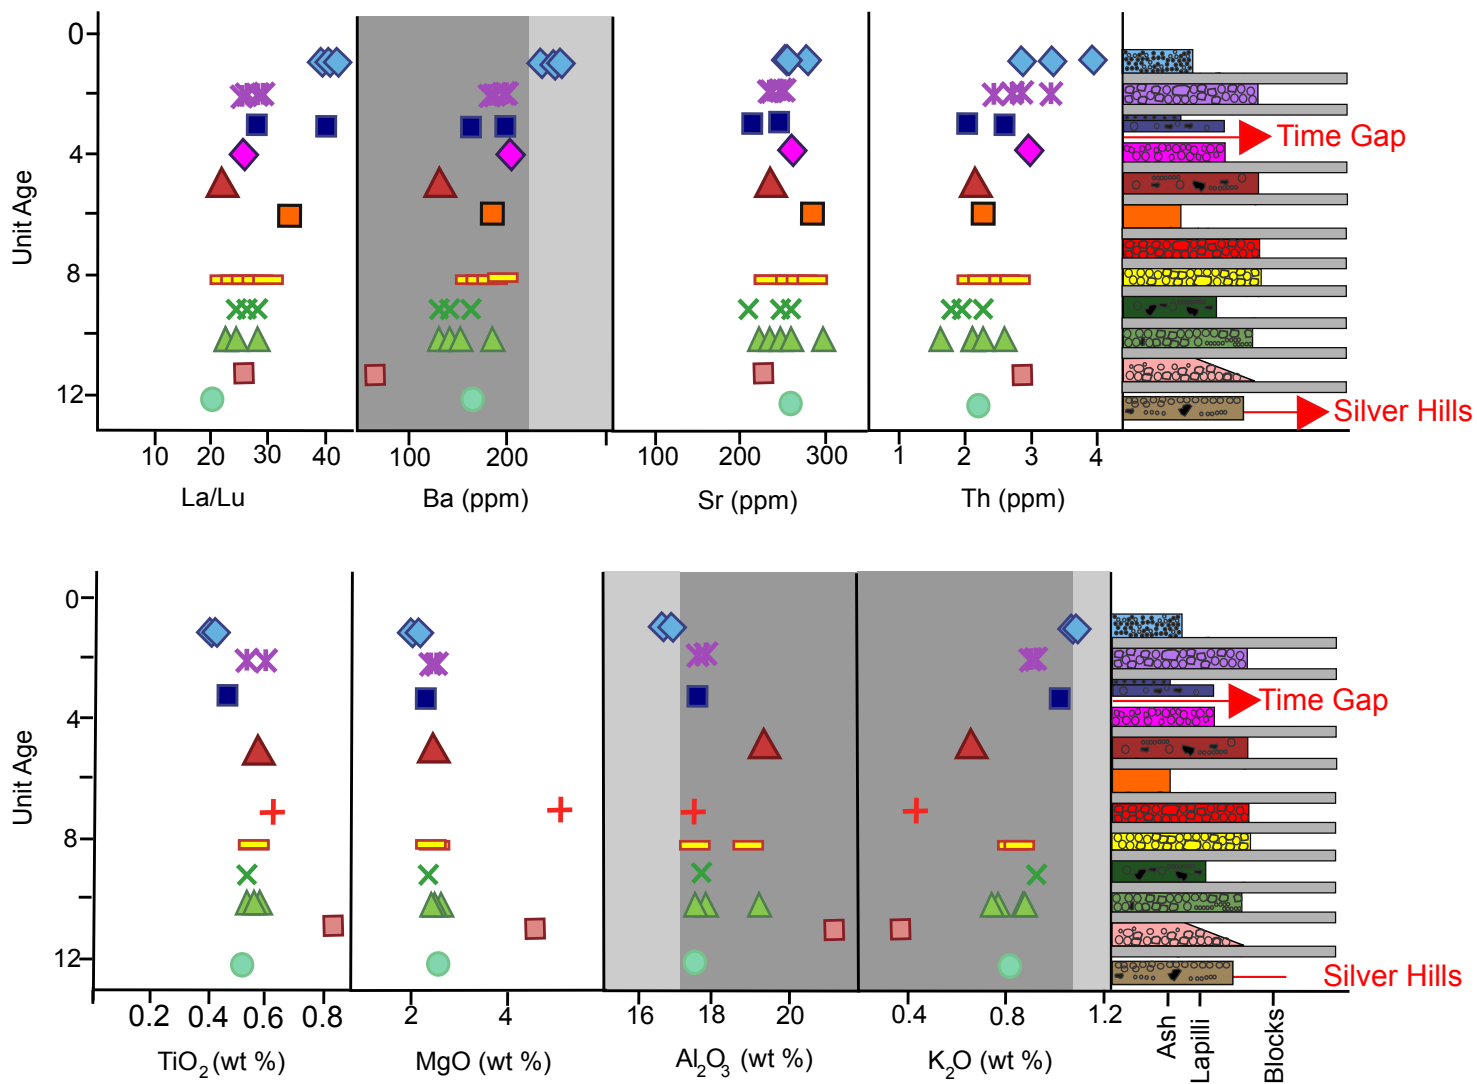 0
4
8
12
Unit Age
10 20 30 40
La/Lu
100 200
Ba (ppm)
100 200 300
Sr (ppm)
1 2 3 4
Th (ppm)
Time Gap
Silver Hills
0
4
8
12
Unit Age
0.2 0.4 0.6 0.8
TiO2 (wt %)
2 4
MgO (wt %)
16 18 20
Al2O3 (wt %)
0.4 0.8 1.2
K2O (wt %)
Time Gap
Silver Hills
Ash
Lapilli
Blocks